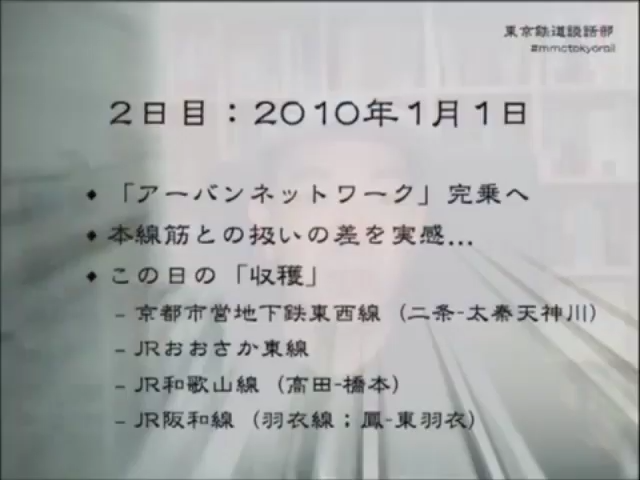 東京鉄道談話部
#mmctokyorail
2日目：2010年1月1日
◆ 「アーバンネットワーク」完乗へ
◆ 本線筋との扱いの差を実感…
◆ この日の「収穫」
– 京都市営地下鉄東西線（二条-太秦天神川）
– JRおおさか東線
– JR和歌山線（高田-橋本）
– JR阪和線（羽衣線；鳳-東羽衣）